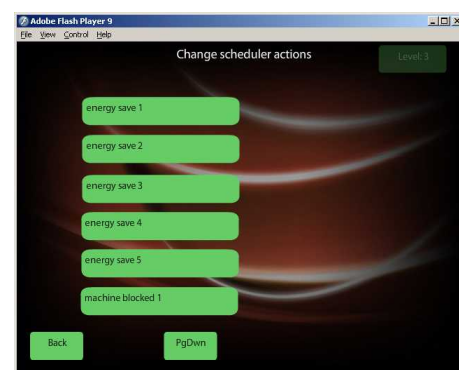 Adobe Flash Player 9
File View Control Help
Change scheduler actions
Level: 3
energy save 1
energy save 2
energy save 3
energy save 4
energy save 5
machine blocked 1
Back PgDwn